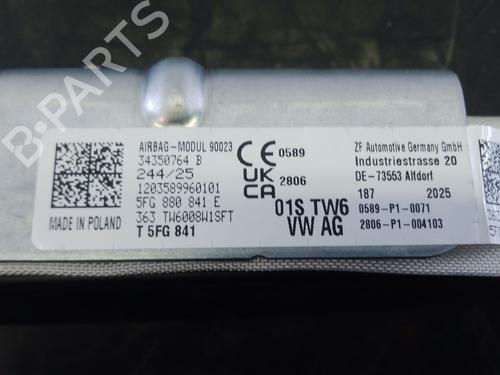 AIRBAG-MODUL 90023
34350764 B
244/25
1203589960101
5FG 880 841 E
363 TW6008W1SFT
T 5FG 841
MADE IN POLAND
CE 0589
UK CA 2806
01S TW6
VW AG
ZF Automotive Germany GmbH
Industriestrasse 20
DE-73553 Alfdorf
187 2025
0589-P1-0071
2806-P1-004103
B-PARTS